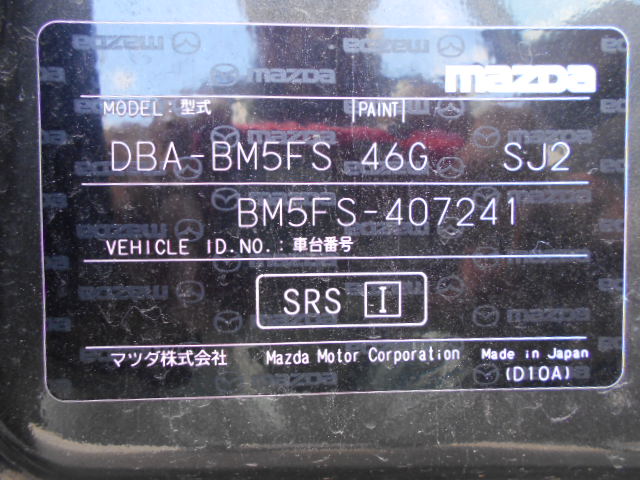 mazda
MODEL: 型式 PAINT
DBA-BM5FS 46G SJ2
BM5FS-407241
VEHICLE ID.NO.: 車台番号
SRS I
マツダ株式会社 Mazda Motor Corporation Made in Japan
(D10A)